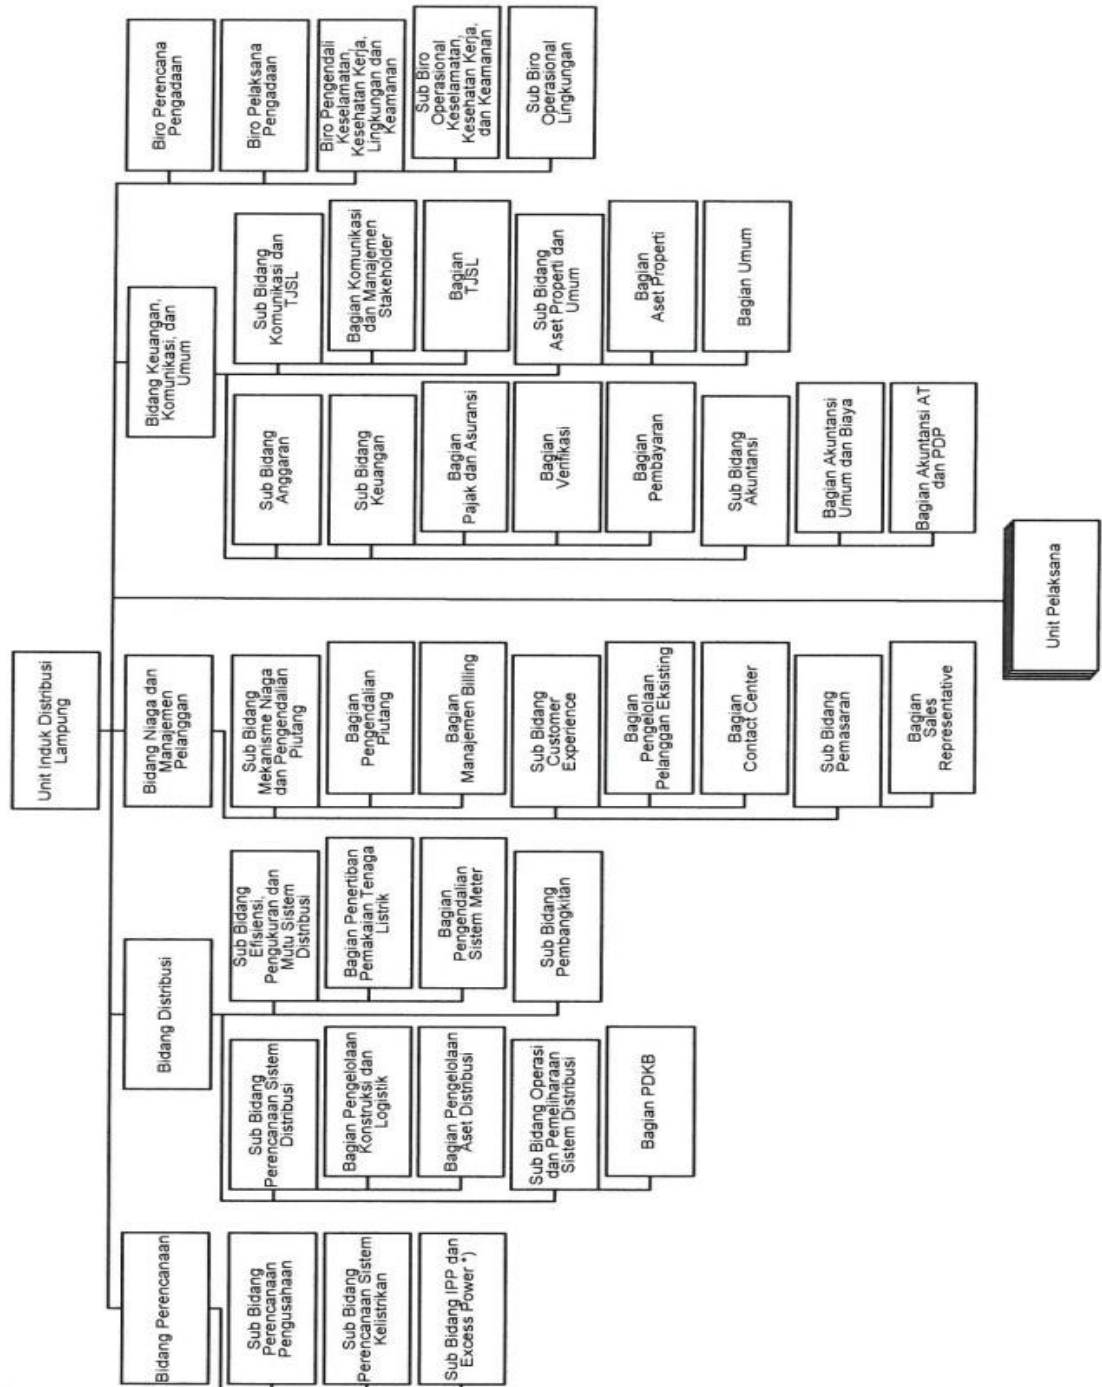 Unit Induk Distribusi
Lampung
Bidang Perencanaan
Sub Bidang
Perencanaan
Pengusahaan
Sub Bidang
Perencanaan Sistem
Kelistrikan
Sub Bidang IPP dan
Excess Power *)
Bidang Distribusi
Sub Bidang
Perencanaan Sistem
Distribusi
Bagian Pengelolaan
Konstruksi dan
Logistik
Bagian Pengelolaan
Aset Distribusi
Sub Bidang Operasi
dan Pemeliharaan
Sistem Distribusi
Bagian PDKB
Sub Bidang
Efisiensi,
Pengukuran dan
Mutu Sistem
Distribusi
Bagian Penertiban
Pemakaian Tenaga
Listrik
Bagian
Pengendalian
Sistem Meter
Sub Bidang
Pembangkitan
Bidang Niaga dan
Manajemen
Pelanggan
Sub Bidang
Mekanisme Niaga
dan Pengendalian
Piutang
Bagian
Pengendalian
Piutang
Bagian
Manajemen Billing
Sub Bidang
Customer
Experience
Bagian
Pengelolaan
Pelanggan Eksisting
Bagian
Contact Center
Sub Bidang
Pemasaran
Bagian
Sales
Representative
Bidang Keuangan,
Komunikasi, dan
Umum
Sub Bidang
Anggaran
Sub Bidang
Keuangan
Bagian
Pajak dan Asuransi
Bagian
Verifikasi
Bagian
Pembayaran
Sub Bidang
Akuntansi
Bagian Akuntansi
Umum dan Biaya
Bagian Akuntansi AT
dan PDP
Sub Bidang
Komunikasi dan
TJSL
Bagian Komunikasi
dan Manajemen
Stakeholder
Bagian
TJSL
Sub Bidang
Aset Properti dan
Umum
Bagian
Aset Properti
Bagian Umum
Biro Perencana
Pengadaan
Biro Pelaksana
Pengadaan
Biro Pengendali
Keselamatan,
Kesehatan Kerja,
Lingkungan dan
Keamanan
Sub Biro
Operasional
Keselamatan,
Kesehatan Kerja,
dan Keamanan
Sub Biro
Operasional
Lingkungan
Unit Pelaksana